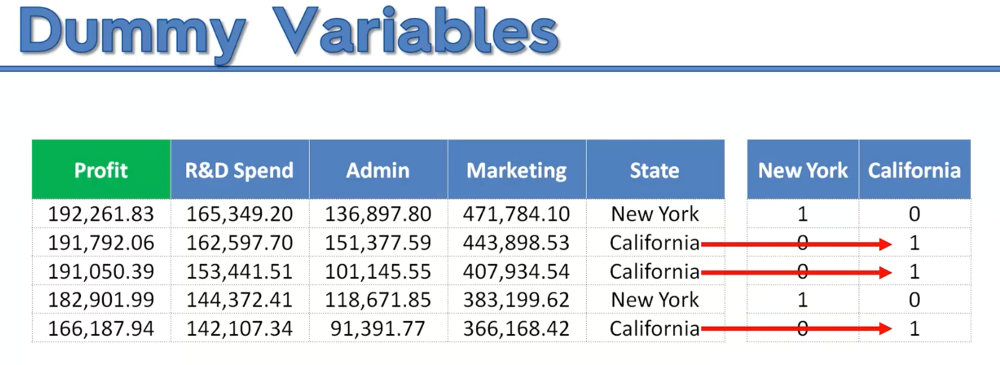 Dummy Variables
Profit R&D Spend Admin Marketing State New York California
192,261.83 165,349.20 136,897.80 471,784.10 New York 1 0
191,792.06 162,597.70 151,377.59 443,898.53 California 0 1
191,050.39 153,441.51 101,145.55 407,934.54 California 0 1
182,901.99 144,372.41 118,671.85 383,199.62 New York 1 0
166,187.94 142,107.34 91,391.77 366,168.42 California 0 1